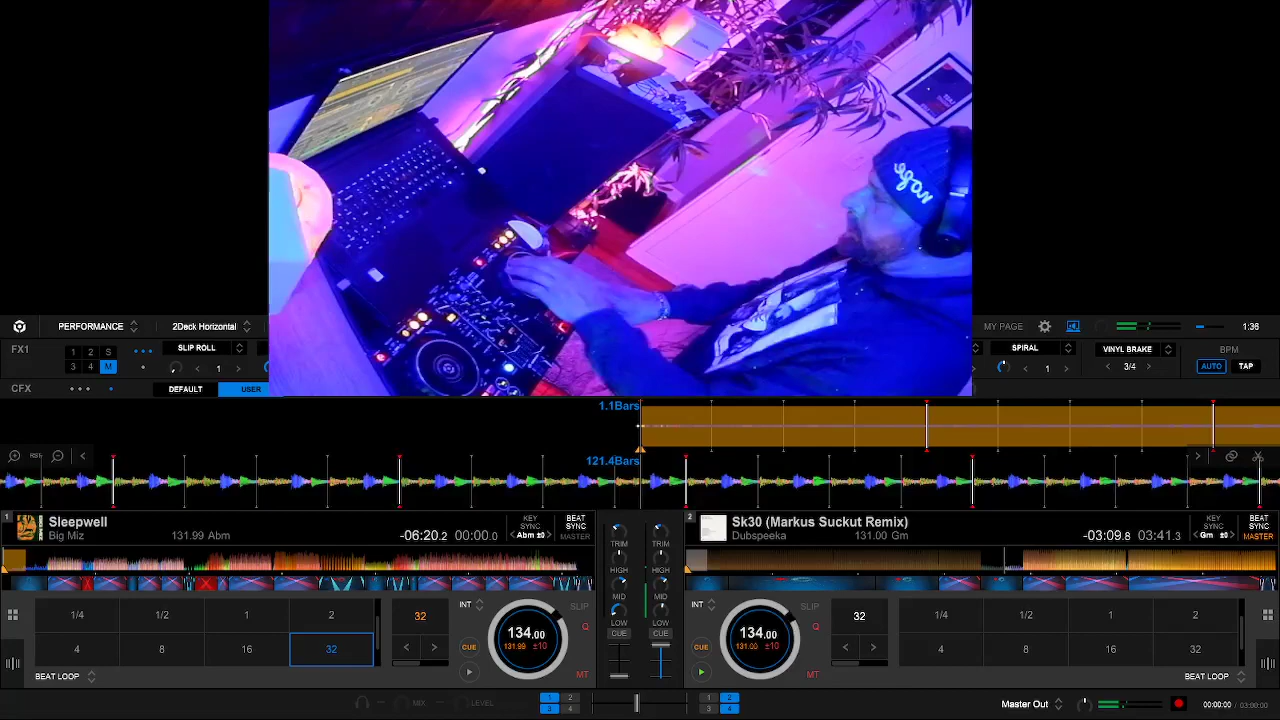 PERFORMANCE
2Deck Horizontal
MY PAGE
1:36
FX1
1 2 S
3 4 M
SLIP ROLL
1
SPIRAL
1
VINYL BRAKE
3/4
BPM
AUTO
TAP
CFX
DEFAULT
USER
1.1Bars
121.4Bars
RST
1
Sleepwell
Big Miz
131.99 Abm
-06:20.2
00:00.0
KEY SYNC
Abm ±0
BEAT SYNC
MASTER
2
Sk30 (Markus Suckut Remix)
Dubspeeka
131.00 Gm
-03:09.8
03:41.3
KEY SYNC
Gm ±0
BEAT SYNC
MASTER
TRIM
HIGH
MID
LOW
CUE
TRIM
HIGH
MID
LOW
CUE
1/4
1/2
1
2
4
8
16
32
32
INT
CUE
134.00
131.99 ±10
SLIP
Q
MT
BEAT LOOP
INT
CUE
134.00
131.00 ±10
SLIP
Q
MT
32
1/4
1/2
1
2
4
8
16
32
BEAT LOOP
MIX
LEVEL
1 2
3 4
1 2
3 4
Master Out
00:00:00
/ 03:00:00